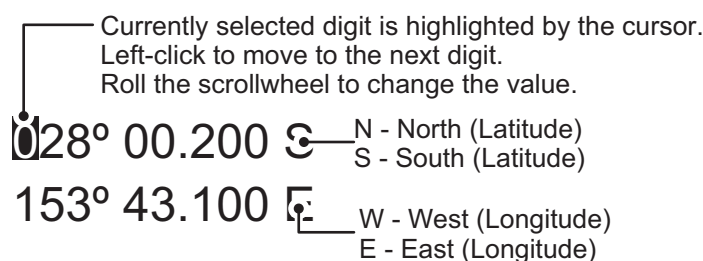 Currently selected digit is highlighted by the cursor.
Left-click to move to the next digit.
Roll the scrollwheel to change the value.
028º 00.200 S
N - North (Latitude)
S - South (Latitude)
153º 43.100 E
W - West (Longitude)
E - East (Longitude)